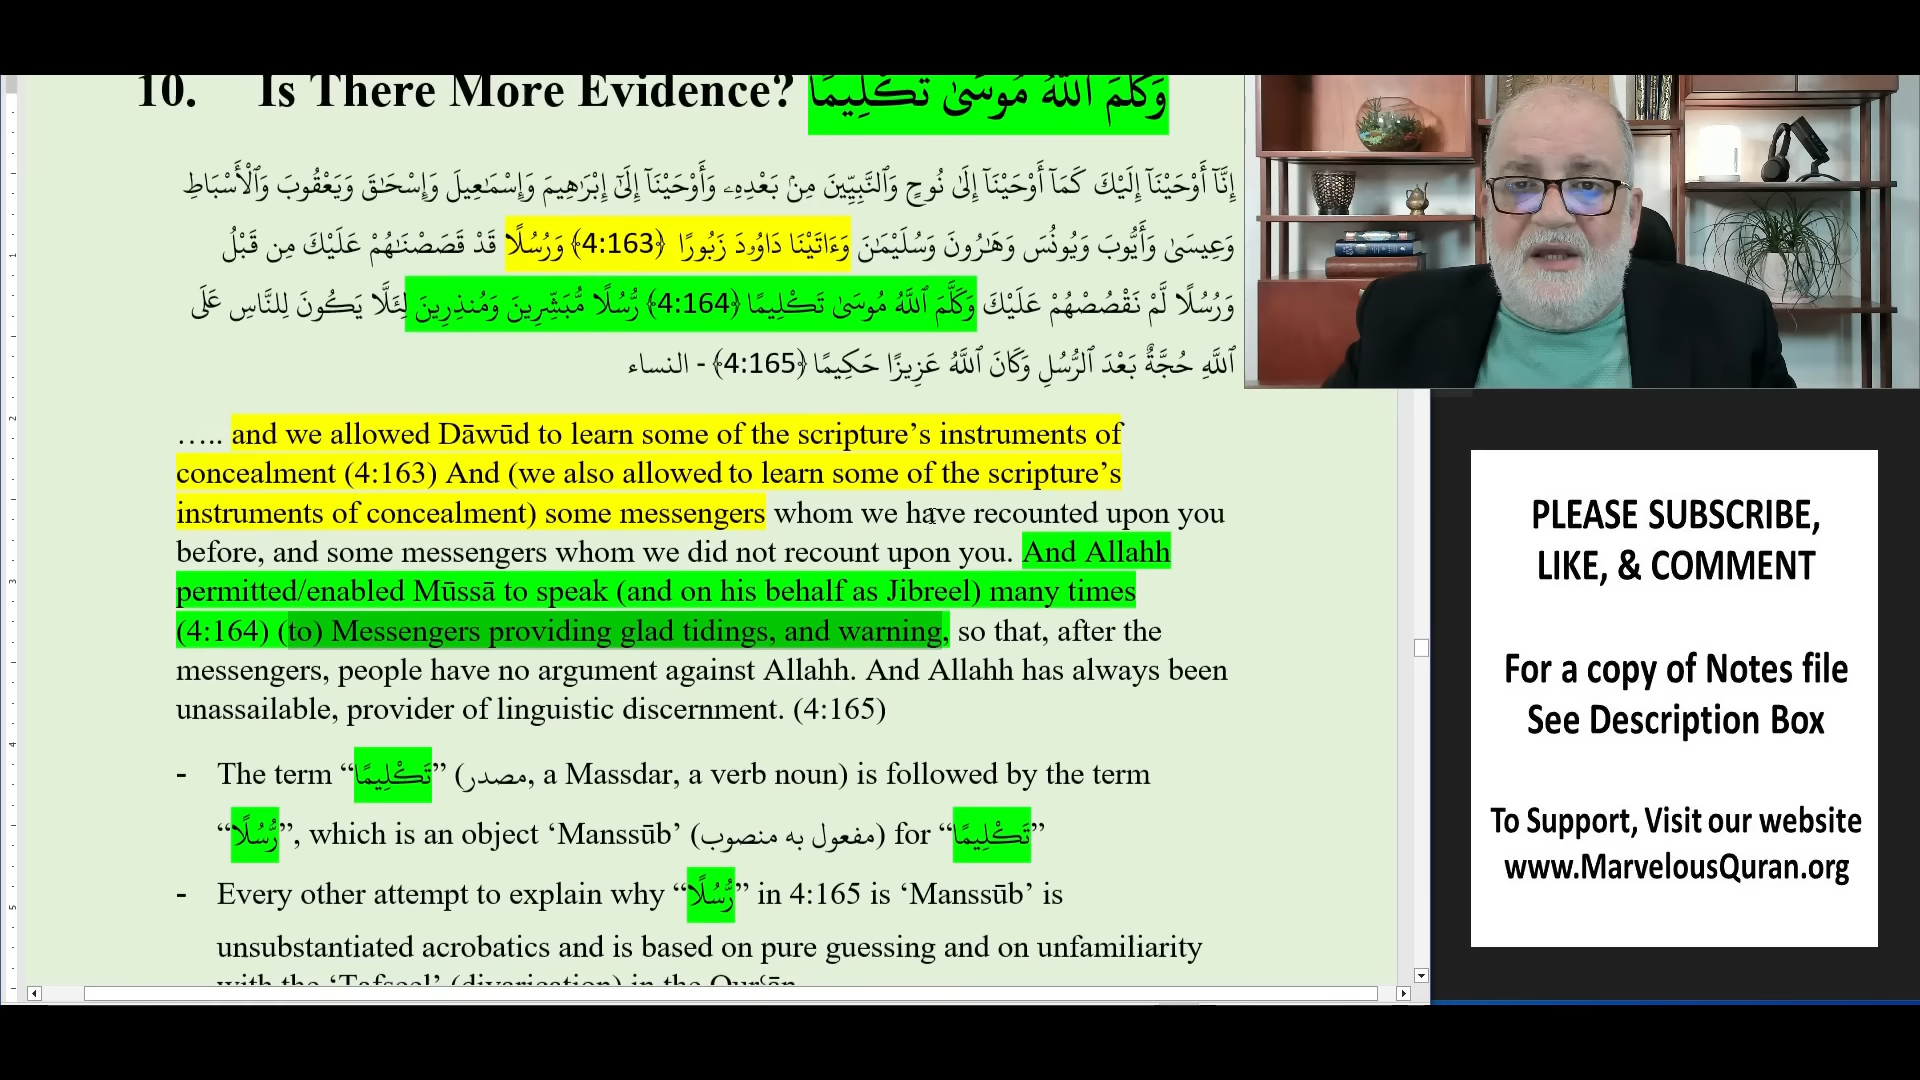 10. Is There More Evidence? وَكَلَّمَ ٱللَّهُ مُوسَىٰ تَكْلِيمًا
إِنَّآ أَوْحَيْنَآ إِلَيْكَ كَمَآ أَوْحَيْنَآ إِلَىٰ نُوحٍ وَٱلنَّبِيِّينَ مِنۢ بَعْدِهِۦ وَأَوْحَيْنَآ إِلَىٰٓ إِبْرَٰهِيمَ وَإِسْمَٰعِيلَ وَإِسْحَٰقَ وَيَعْقُوبَ وَٱلْأَسْبَاطِ
وَعِيسَىٰ وَأَيُّوبَ وَيُونُسَ وَهَٰرُونَ وَسُلَيْمَٰنَ وَءَاتَيْنَا دَاوُۥدَ زَبُورًا ﴿4:163﴾ وَرُسُلًا قَدْ قَصَصْنَٰهُمْ عَلَيْكَ مِن قَبْلُ
وَرُسُلًا لَّمْ نَقْصُصْهُمْ عَلَيْكَ وَكَلَّمَ ٱللَّهُ مُوسَىٰ تَكْلِيمًا ﴿4:164﴾ رُّسُلًا مُّبَشِّرِينَ وَمُنذِرِينَ لِئَلَّا يَكُونَ لِلنَّاسِ عَلَى
ٱللَّهِ حُجَّةٌۢ بَعْدَ ٱلرُّسُلِ وَكَانَ ٱللَّهُ عَزِيزًا حَكِيمًا ﴿4:165﴾ - النساء
….. and we allowed Dāwūd to learn some of the scripture’s instruments of
concealment (4:163) And (we also allowed to learn some of the scripture’s
instruments of concealment) some messengers whom we have recounted upon you
before, and some messengers whom we did not recount upon you. And Allahh
permitted/enabled Mūssā to speak (and on his behalf as Jibreel) many times
(4:164) (to) Messengers providing glad tidings, and warning, so that, after the
messengers, people have no argument against Allahh. And Allahh has always been
unassailable, provider of linguistic discernment. (4:165)
- The term “تَكْلِيمًا” (مصدر, a Massdar, a verb noun) is followed by the term
“رُّسُلًا”, which is an object ‘Manssūb’ (مفعول به منصوب) for “تَكْلِيمًا”
- Every other attempt to explain why “رُّسُلًا” in 4:165 is ‘Manssūb’ is
unsubstantiated acrobatics and is based on pure guessing and on unfamiliarity
with the ‘Tafseel’ (divarication) in the Qurʿān
PLEASE SUBSCRIBE,
LIKE, & COMMENT
For a copy of Notes file
See Description Box
To Support, Visit our website
www.MarvelousQuran.org